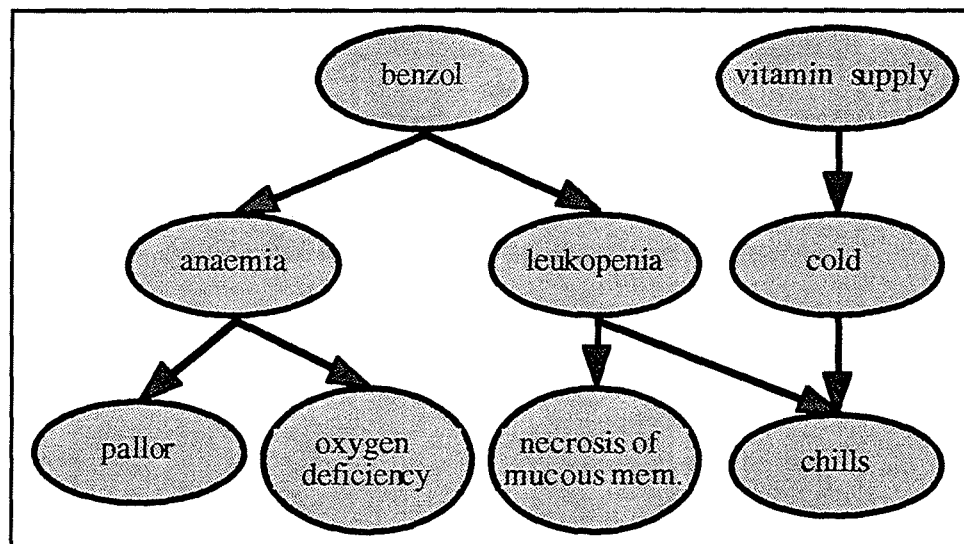 benzol
vitamin supply
anaemia
leukopenia
cold
pallor
oxygen
deficiency
necrosis of
mucous mem.
chills